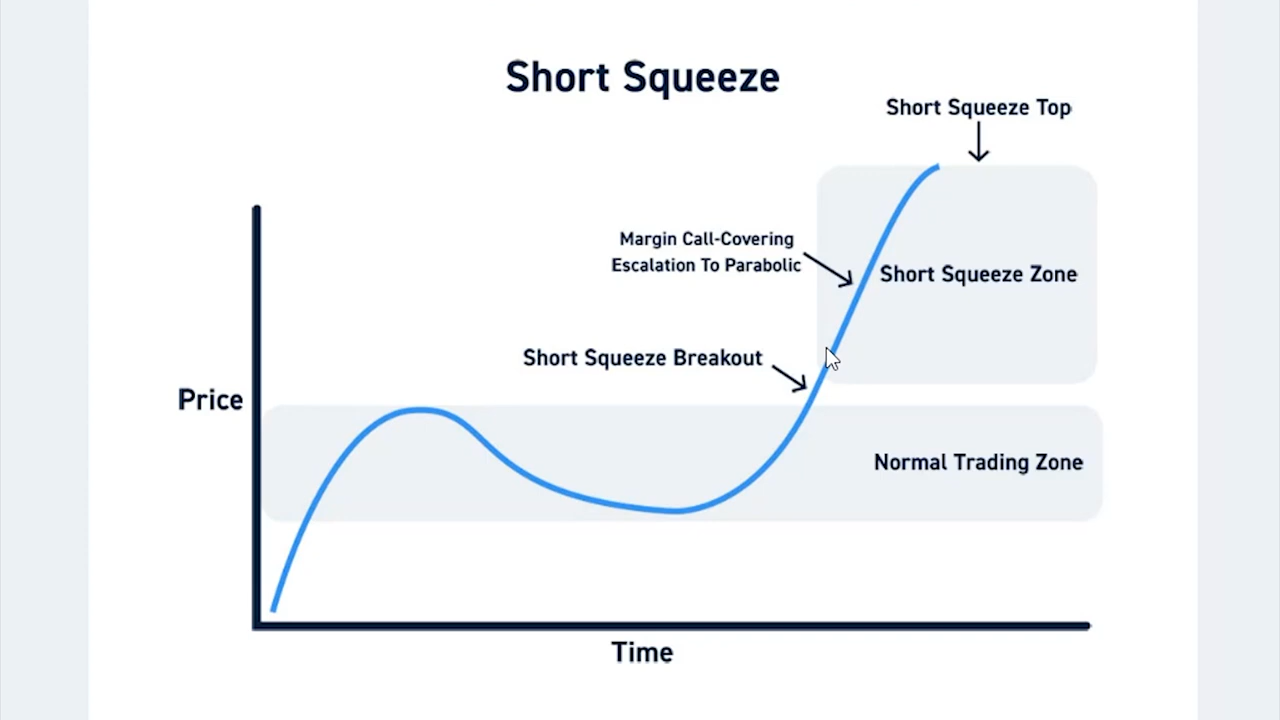 Short Squeeze
Short Squeeze Top
Margin Call-Covering
Escalation To Parabolic
Short Squeeze Zone
Short Squeeze Breakout
Price
Normal Trading Zone
Time